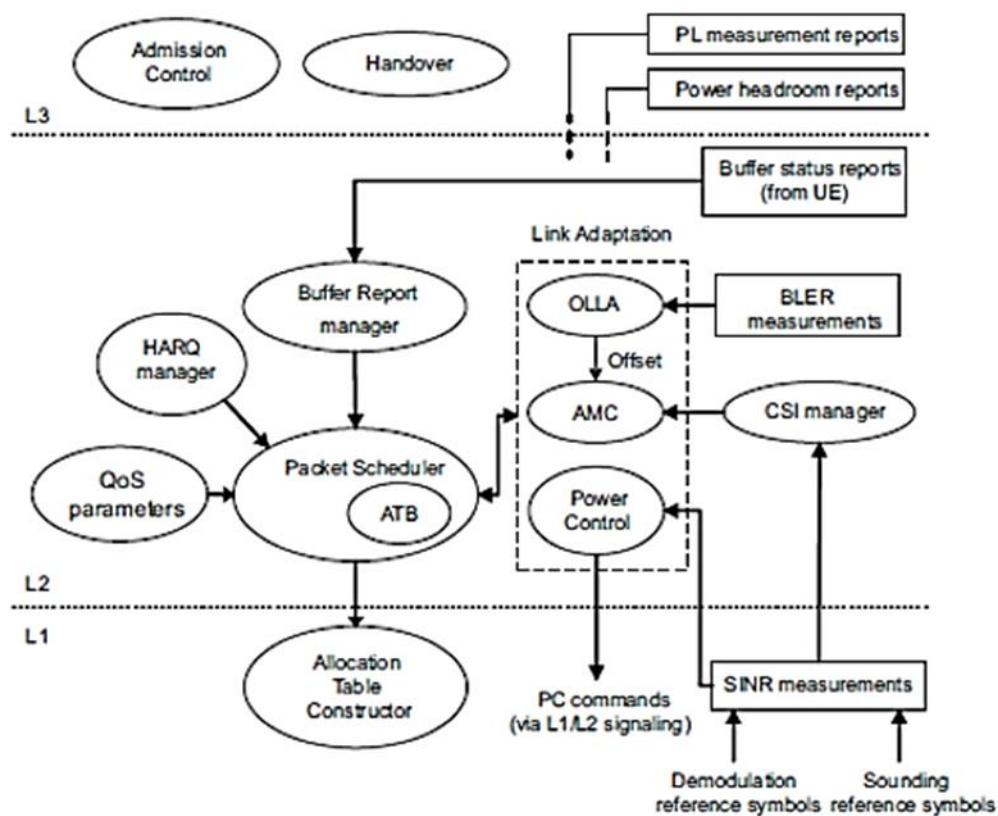 Admission
Control
Handover
PL measurement reports
Power headroom reports
L3
Buffer status reports
(from UE)
Link Adaptation
Buffer Report
manager
OLLA
BLER
measurements
HARQ
manager
Offset
AMC
CSI manager
Packet Scheduler
QoS
parameters
ATB
Power
Control
L2
L1
Allocation
Table
Constructor
PC commands
(via L1/L2 signaling)
SINR measurements
Demodulation
reference symbols
Sounding
reference symbols